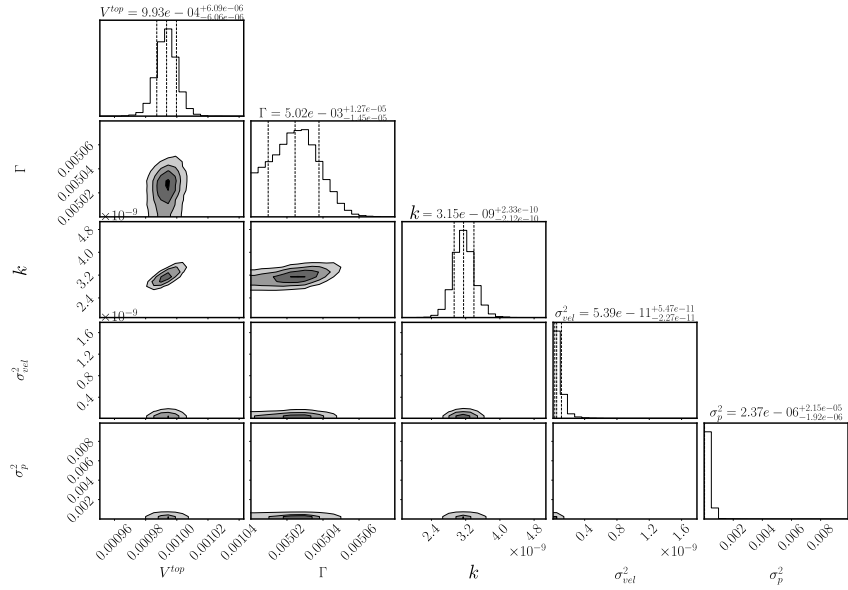 V^{top} = 9.93e − 04^{+6.09e−06}_{−6.06e−06}
Γ = 5.02e − 03^{+1.27e−05}_{−1.45e−05}
Γ
0.00506
0.00504
0.00502
×10−9
k = 3.15e − 09^{+2.33e−10}_{−2.12e−10}
k
4.8
4.0
3.2
2.4
×10−9
σ²_{vel} = 5.39e − 11^{+5.47e−11}_{−2.27e−11}
σ²_{vel}
1.6
1.2
0.8
0.4
σ²_p = 2.37e − 06^{+2.15e−05}_{−1.92e−06}
σ²_p
0.008
0.006
0.004
0.002
0.00096 0.00098 0.00100 0.00102 0.00104
0.00502 0.00504 0.00506
2.4 3.2 4.0 4.8
×10−9
0.4 0.8 1.2 1.6
×10−9
0.002 0.004 0.006 0.008
V^{top} Γ k σ²_{vel} σ²_p